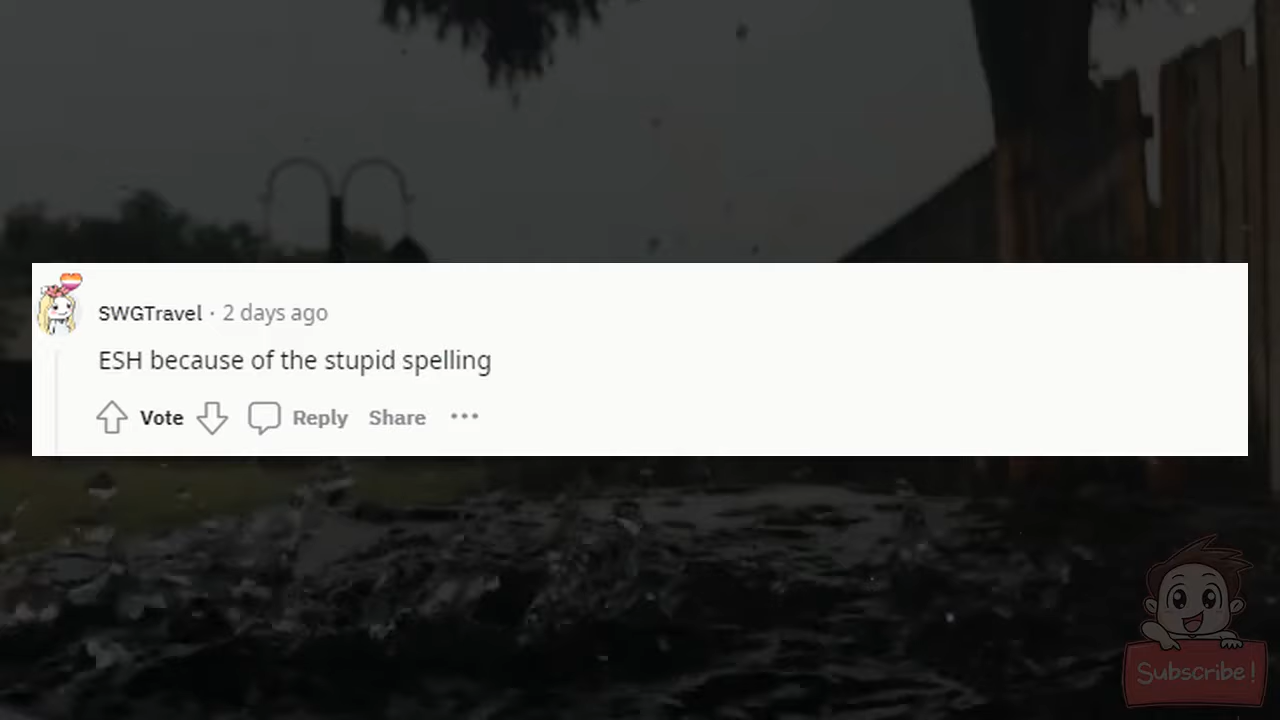 SWGTravel · 2 days ago
ESH because of the stupid spelling
Vote Reply Share ...
Subscribe!